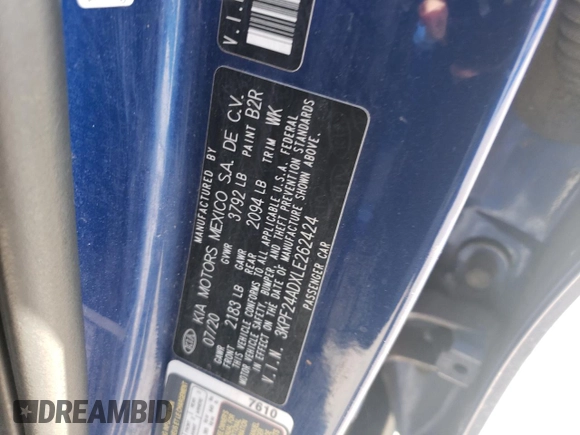 V.I.N
MANUFACTURED BY
KIA KIA MOTORS MEXICO S.A. DE C.V.
07/20 GVWR 3792 LB PAINT B2R
GAWR FRONT 2183 LB GAWR REAR 2094 LB TRIM WK
THIS VEHICLE CONFORMS TO ALL APPLICABLE U.S.A. FEDERAL
MOTOR VEHICLE SAFETY, BUMPER, AND THEFT PREVENTION STANDARDS
IN EFFECT ON THE DATE OF MANUFACTURE SHOWN ABOVE.
V.I.N. 3KPF24ADXLE262424
PASSENGER CAR
7610
DREAMBID